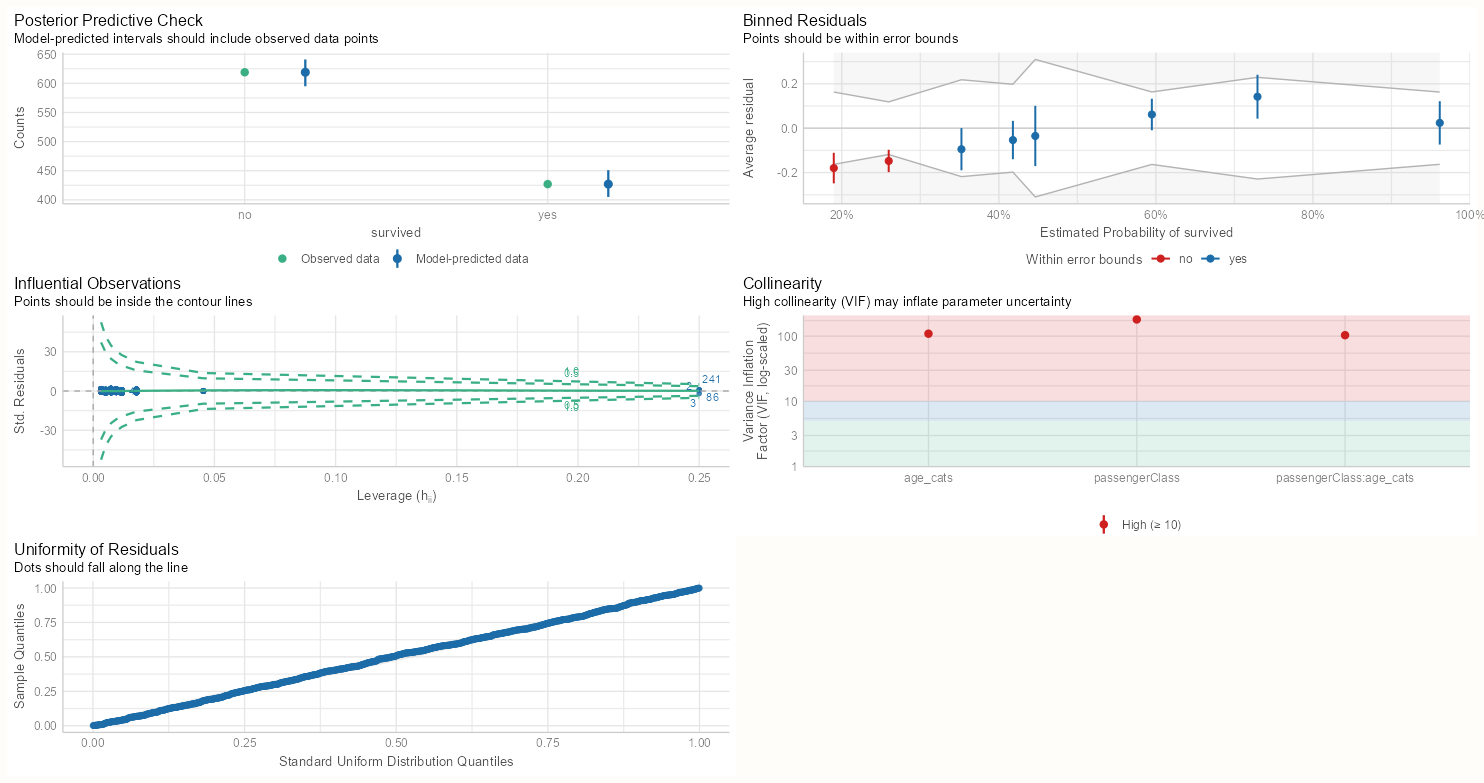 Posterior Predictive Check
Model-predicted intervals should include observed data points
650
600
550
500
450
400
Counts
no
yes
survived
Observed data
Model-predicted data
Binned Residuals
Points should be within error bounds
0.2
0.0
-0.2
Average residual
20%
40%
60%
80%
100%
Estimated Probability of survived
Within error bounds
no
yes
Influential Observations
Points should be inside the contour lines
30
0
-30
Std. Residuals
0.5
0.5
241
86
3
0.00
0.05
0.10
0.15
0.20
0.25
Leverage (hii)
Collinearity
High collinearity (VIF) may inflate parameter uncertainty
100
30
10
3
1
Variance Inflation
Factor (VIF, log-scaled)
age_cats
passengerClass
passengerClass:age_cats
High (≥ 10)
Uniformity of Residuals
Dots should fall along the line
1.00
0.75
0.50
0.25
0.00
Sample Quantiles
0.00
0.25
0.50
0.75
1.00
Standard Uniform Distribution Quantiles